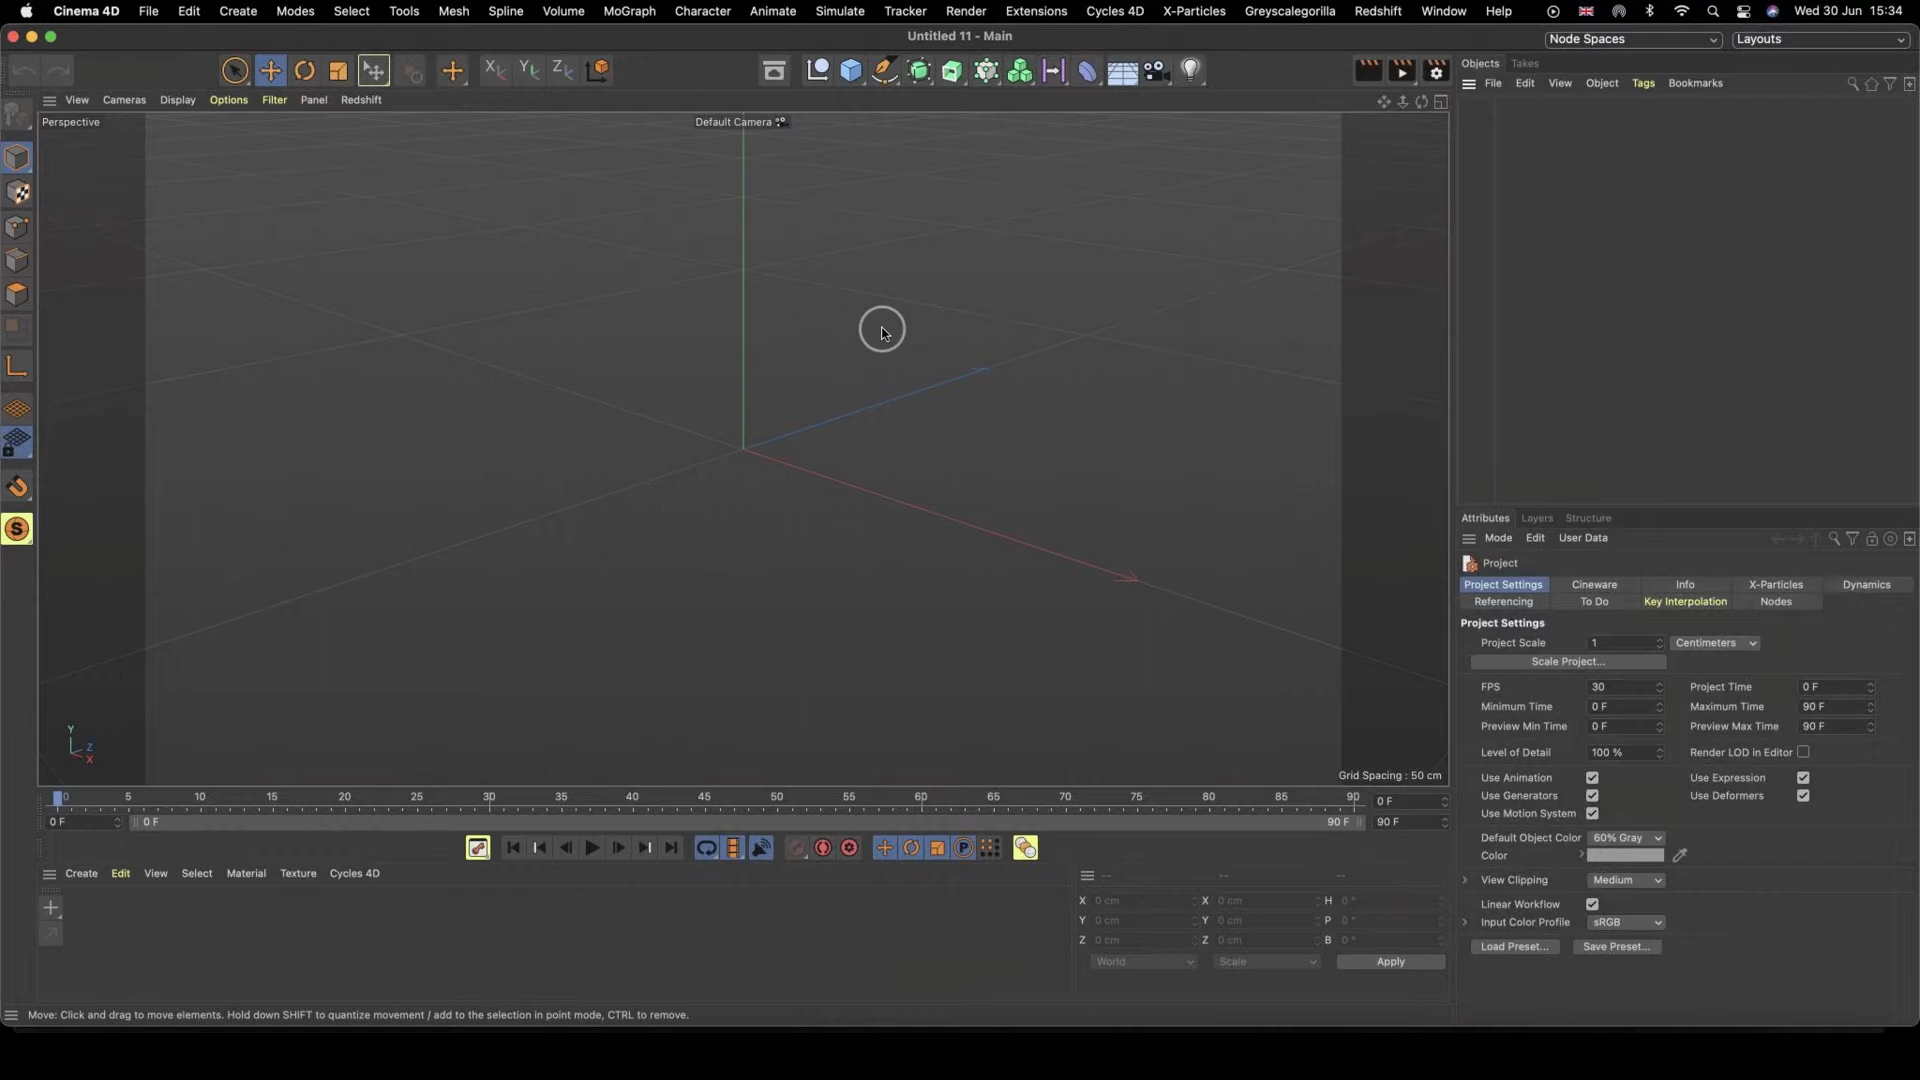 Cinema 4D File Edit Create Modes Select Tools Mesh Spline Volume MoGraph Character Animate Simulate Tracker Render Extensions Cycles 4D X-Particles Greyscalegorilla Redshift Window Help Wed 30 Jun 15:34
Untitled 11 - Main
Node Spaces Layouts
X Y Z
Objects Takes
File Edit View Object Tags Bookmarks
View Cameras Display Options Filter Panel Redshift
Perspective
Default Camera
Y
Z
X
Grid Spacing : 50 cm
0 5 10 15 20 25 30 35 40 45 50 55 60 65 70 75 80 85 90 0 F
0 F 0 F 90 F 90 F
P
S
Create Edit View Select Material Texture Cycles 4D
-- -- --
X 0 cm X 0 cm H 0 °
Y 0 cm Y 0 cm P 0 °
Z 0 cm Z 0 cm B 0 °
World Scale Apply
Attributes Layers Structure
Mode Edit User Data
Project
Project Settings Cineware Info X-Particles Dynamics
Referencing To Do Key Interpolation Nodes
Project Settings
Project Scale 1 Centimeters
Scale Project...
FPS 30 Project Time 0 F
Minimum Time 0 F Maximum Time 90 F
Preview Min Time 0 F Preview Max Time 90 F
Level of Detail 100 % Render LOD in Editor
Use Animation Use Expression
Use Generators Use Deformers
Use Motion System
Default Object Color 60% Gray
Color
View Clipping Medium
Linear Workflow
Input Color Profile sRGB
Load Preset... Save Preset...
Move: Click and drag to move elements. Hold down SHIFT to quantize movement / add to the selection in point mode, CTRL to remove.